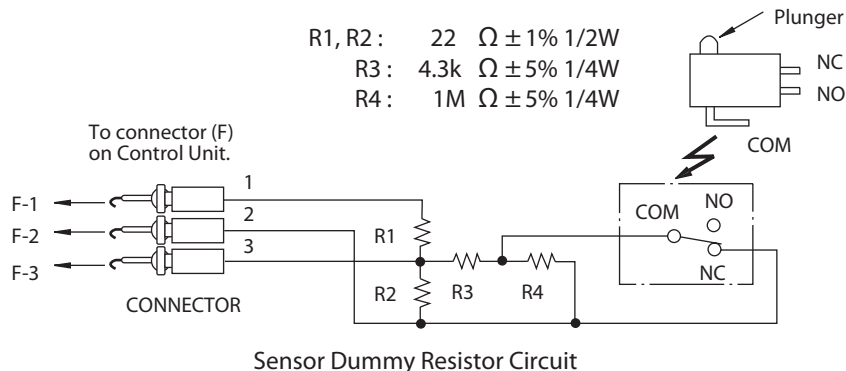 R1, R2 : 22 Ω ± 1% 1/2W
R3 : 4.3k Ω ± 5% 1/4W
R4 : 1M Ω ± 5% 1/4W
Plunger
NC
NO
COM
To connector (F)
on Control Unit.
1
F-1
2
F-2
3
F-3
CONNECTOR
R1
R2
R3
R4
COM
NO
NC
Sensor Dummy Resistor Circuit